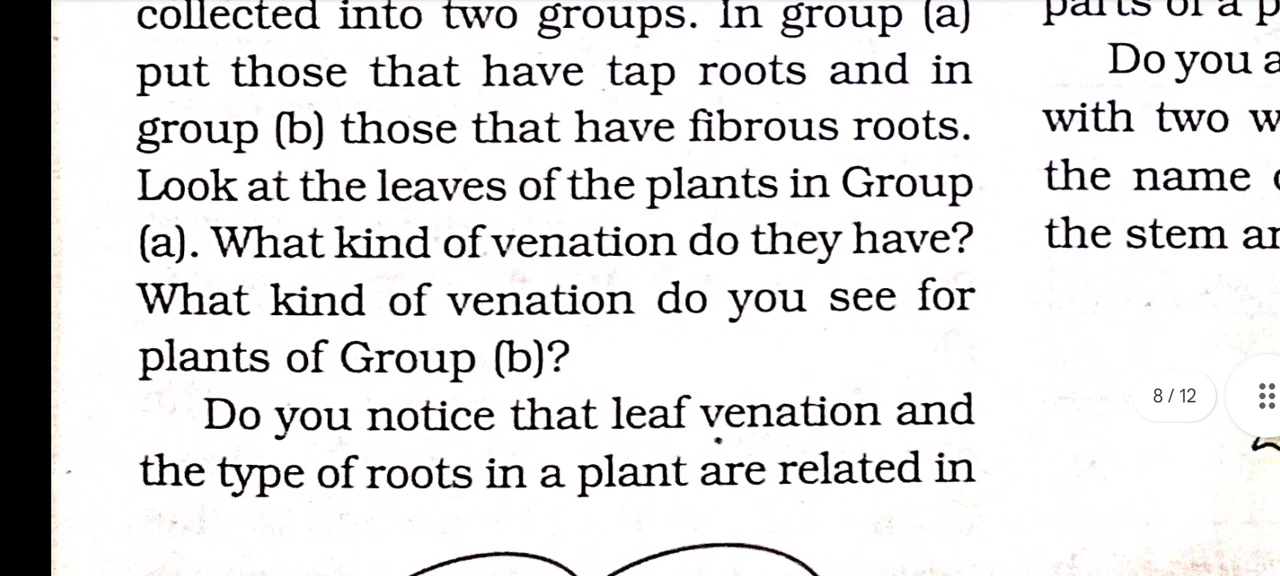 collected into two groups. In group (a)
put those that have tap roots and in
group (b) those that have fibrous roots.
Look at the leaves of the plants in Group
(a). What kind of venation do they have?
What kind of venation do you see for
plants of Group (b)?
Do you notice that leaf venation and
the type of roots in a plant are related in
parts of a
Do you
with two
the name
the stem
8 / 12